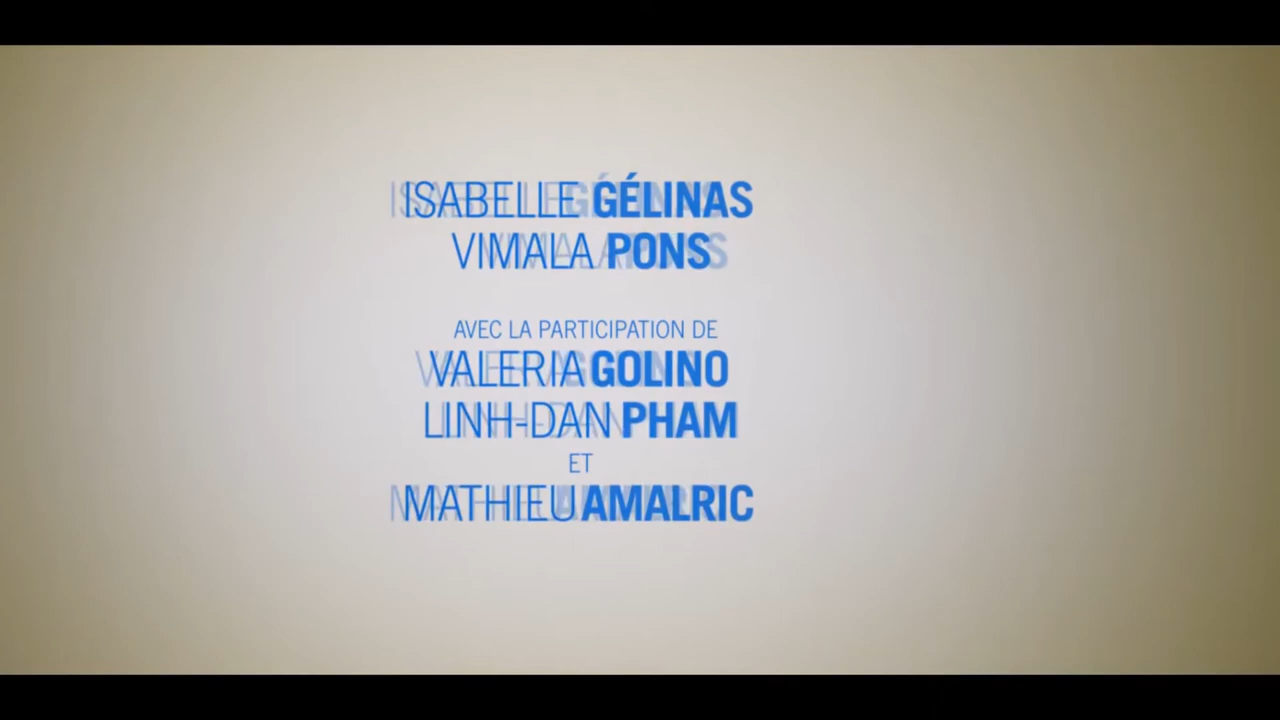 ISABELLE GÉLINAS
VIMALA PONS
AVEC LA PARTICIPATION DE
VALERIA GOLINO
LINH-DAN PHAM
ET
MATHIEU AMALRIC